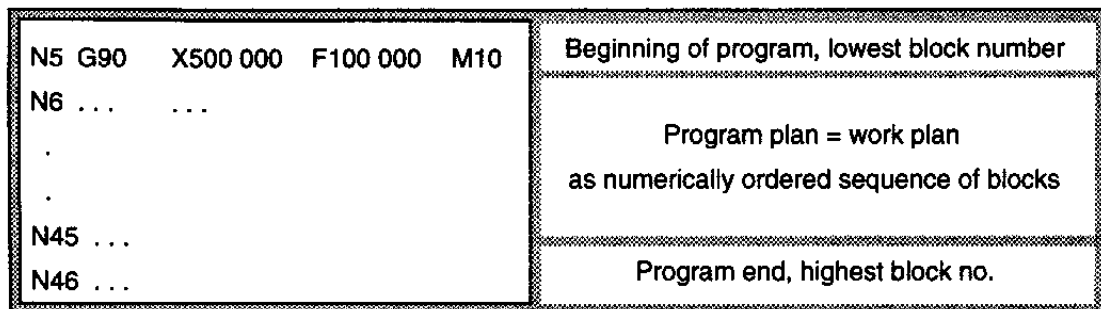 N5 G90 X500 000 F100 000 M10
N6 . . . . . .
.
.
N45 . . .
N46 . . .
Beginning of program, lowest block number
Program plan = work plan
as numerically ordered sequence of blocks
Program end, highest block no.